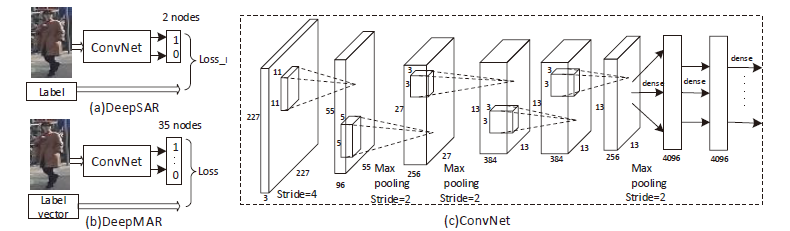 2 nodes
ConvNet
1
0
Loss_
Label
(a)DeepSAR
35 nodes
ConvNet
1
:
0
Loss
Label
vector
(b)DeepMAR
11
11
227
227
3
Stride=4
5
5
55
55
96
Max
pooling
Stride=2
3
3
27
27
256
Max
pooling
Stride=2
3
3
13
13
384
3
3
13
13
384
13
13
256
Max
pooling
Stride=2
dense
4096
dense
4096
dense
(c)ConvNet